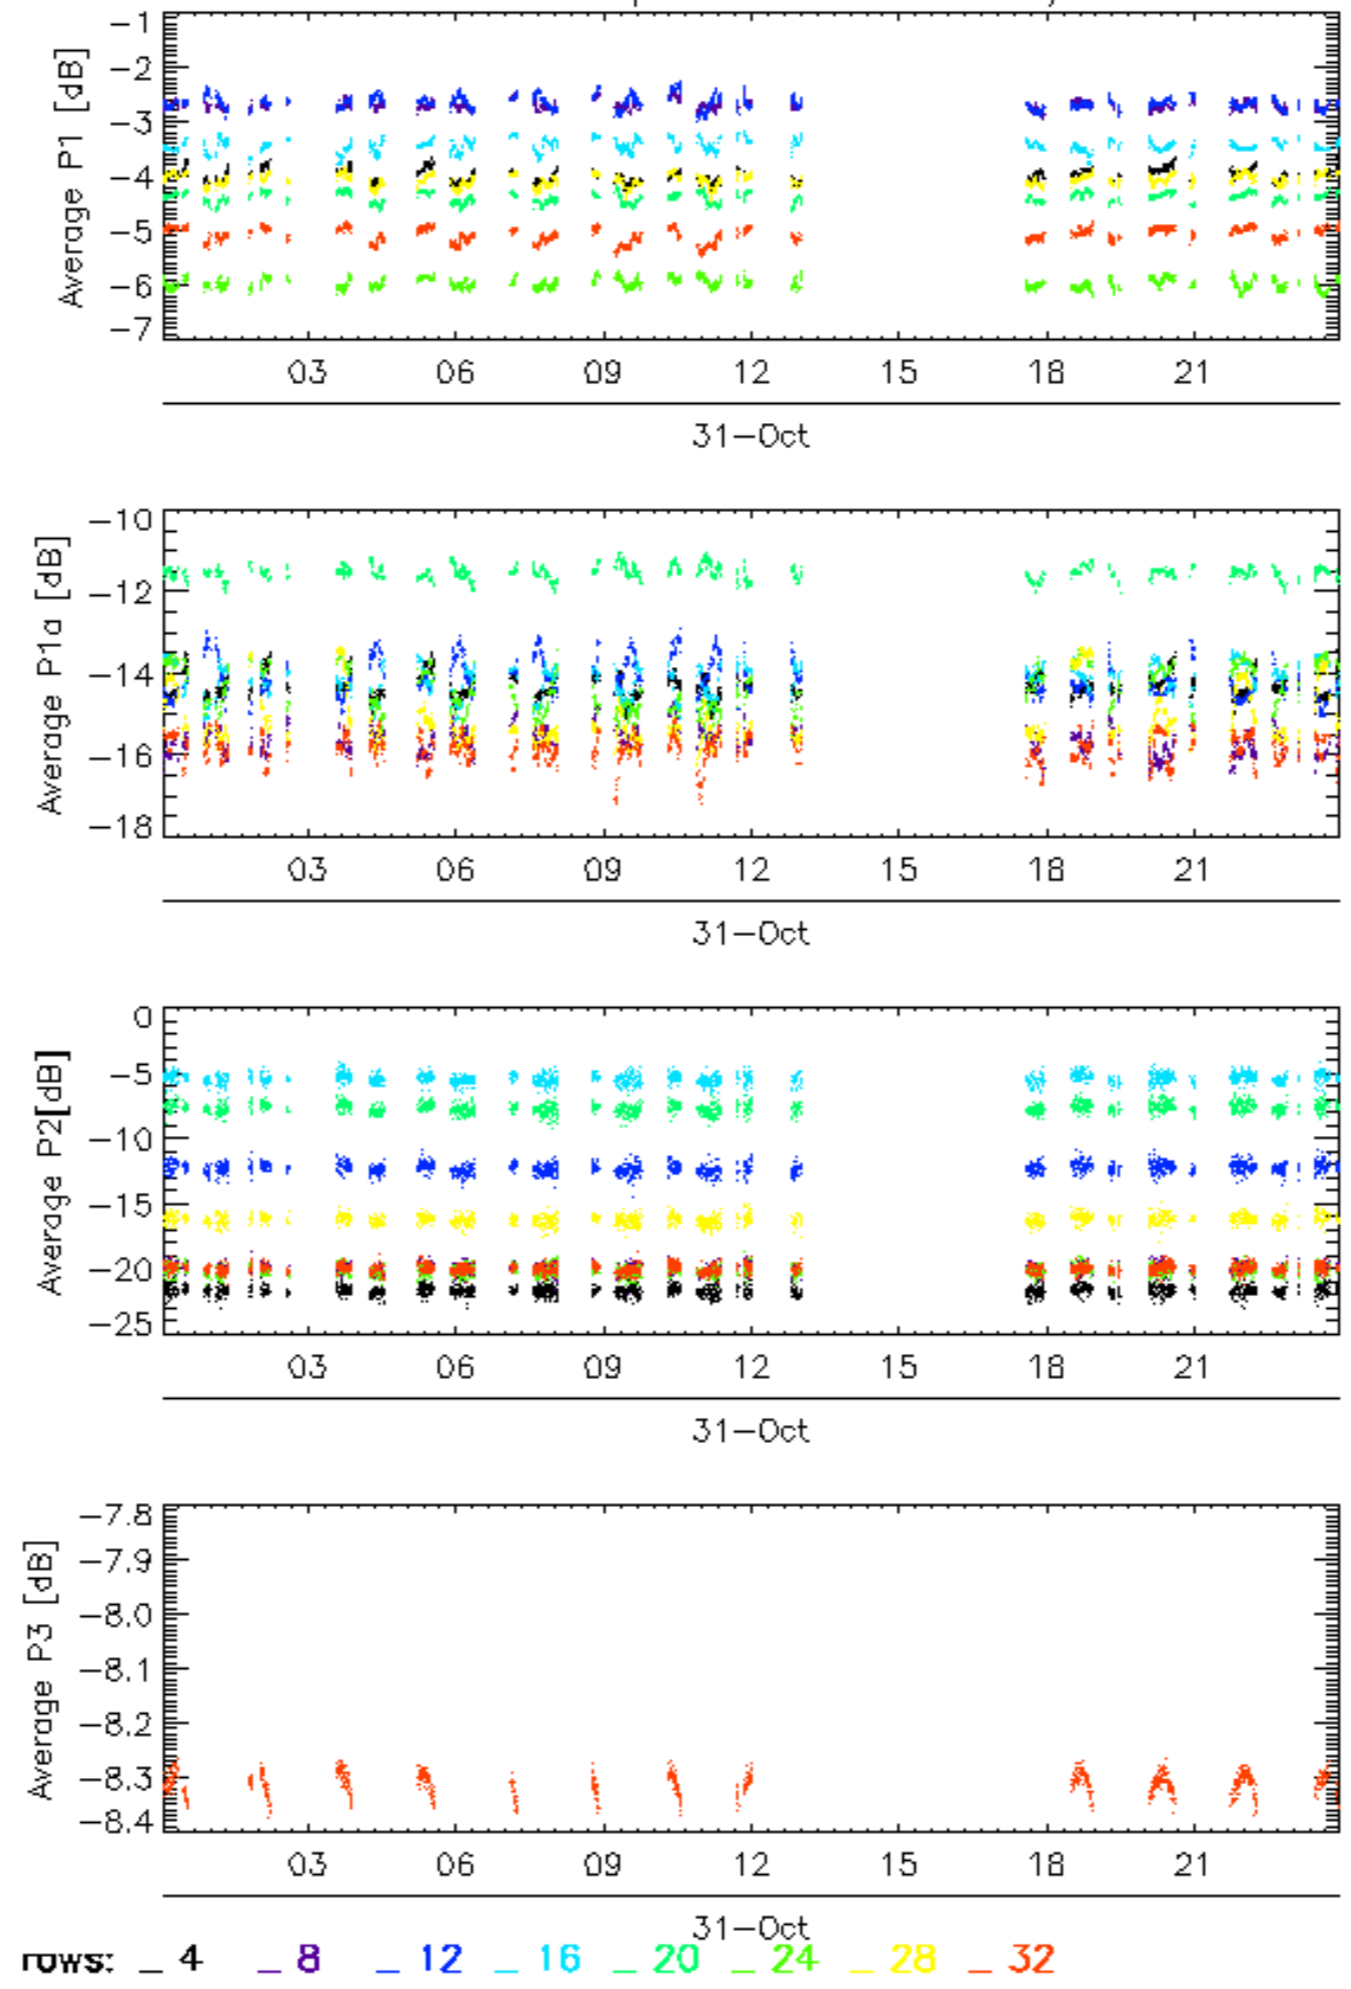 Average P1 [dB]
−1
−2
−3
−4
−5
−6
−7
03 06 09 12 15 18 21
31−Oct
Average P1a [dB]
−10
−12
−14
−16
−18
03 06 09 12 15 18 21
31−Oct
Average P2[dB]
0
−5
−10
−15
−20
−25
03 06 09 12 15 18 21
31−Oct
Average P3 [dB]
−7.8
−7.9
−8.0
−8.1
−8.2
−8.3
−8.4
03 06 09 12 15 18 21
31−Oct
rows: _ 4 _ 8 _ 12 _ 16 _ 20 _ 24 _ 28 _ 32